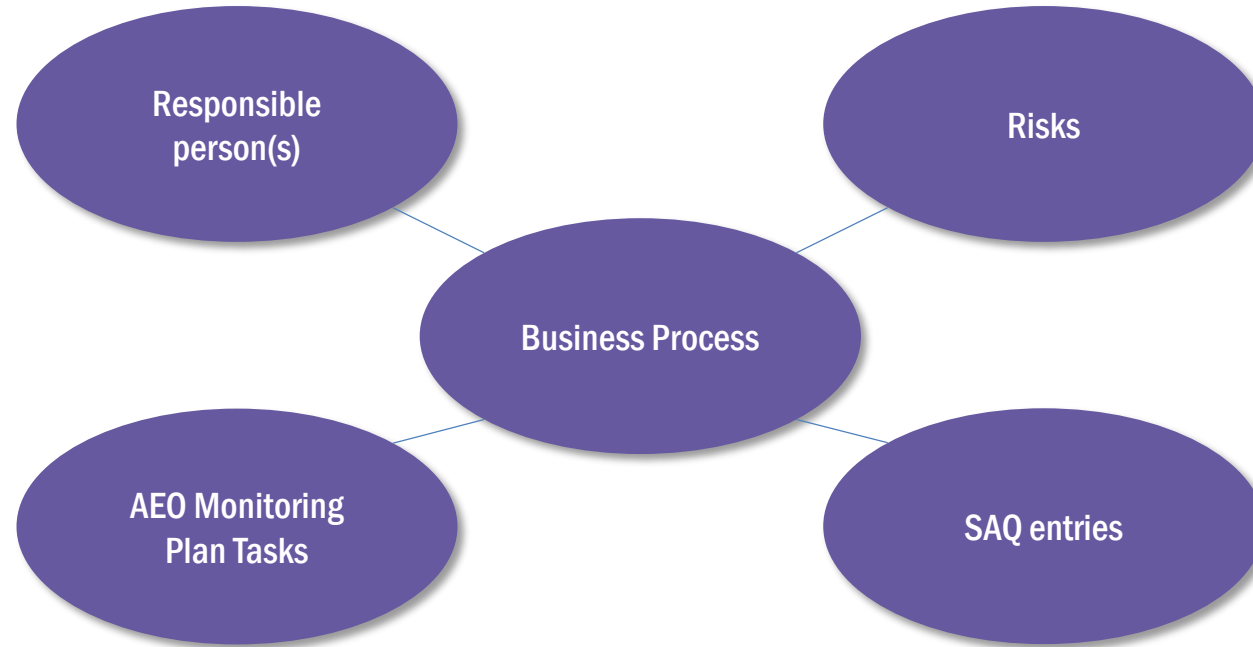 Responsible
person(s)
Risks
Business Process
AEO Monitoring
Plan Tasks
SAQ entries